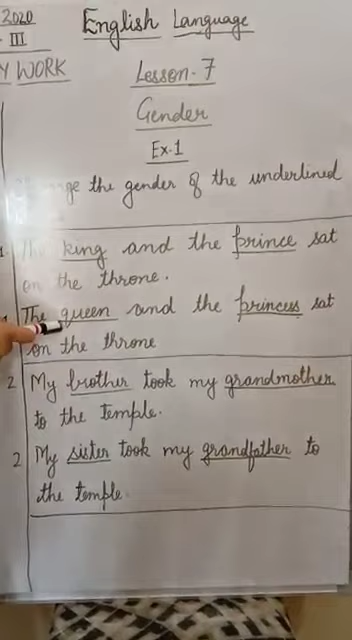 2020
III
English Language
Y WORK
Lesson-7
Gender
Ex.1
the gender of the underlined
1. The king and the prince sat
on the throne.
The queen and the princess sat
on the throne
2 My brother took my grandmother
to the temple.
2 My sister took my grandfather to
the temple.